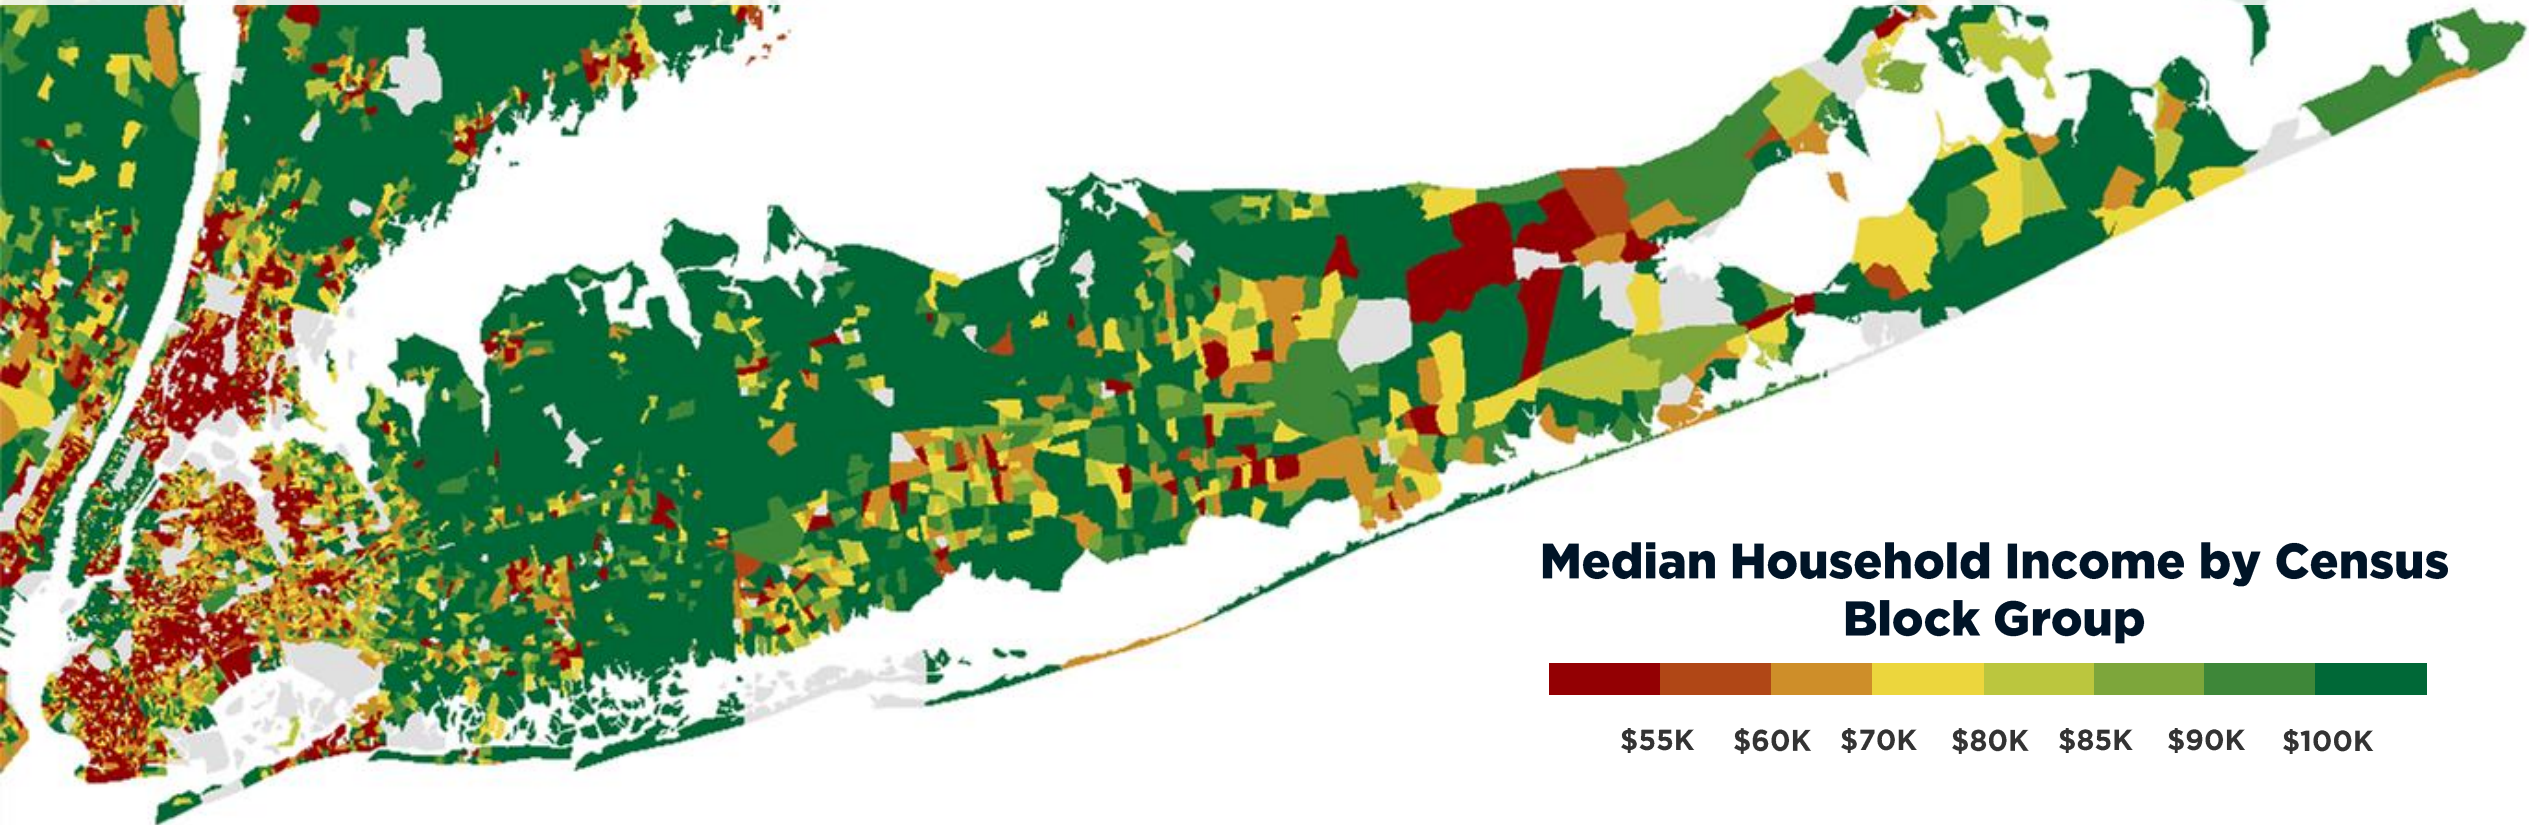 Median Household Income by Census
Block Group
$55K $60K $70K $80K $85K $90K $100K